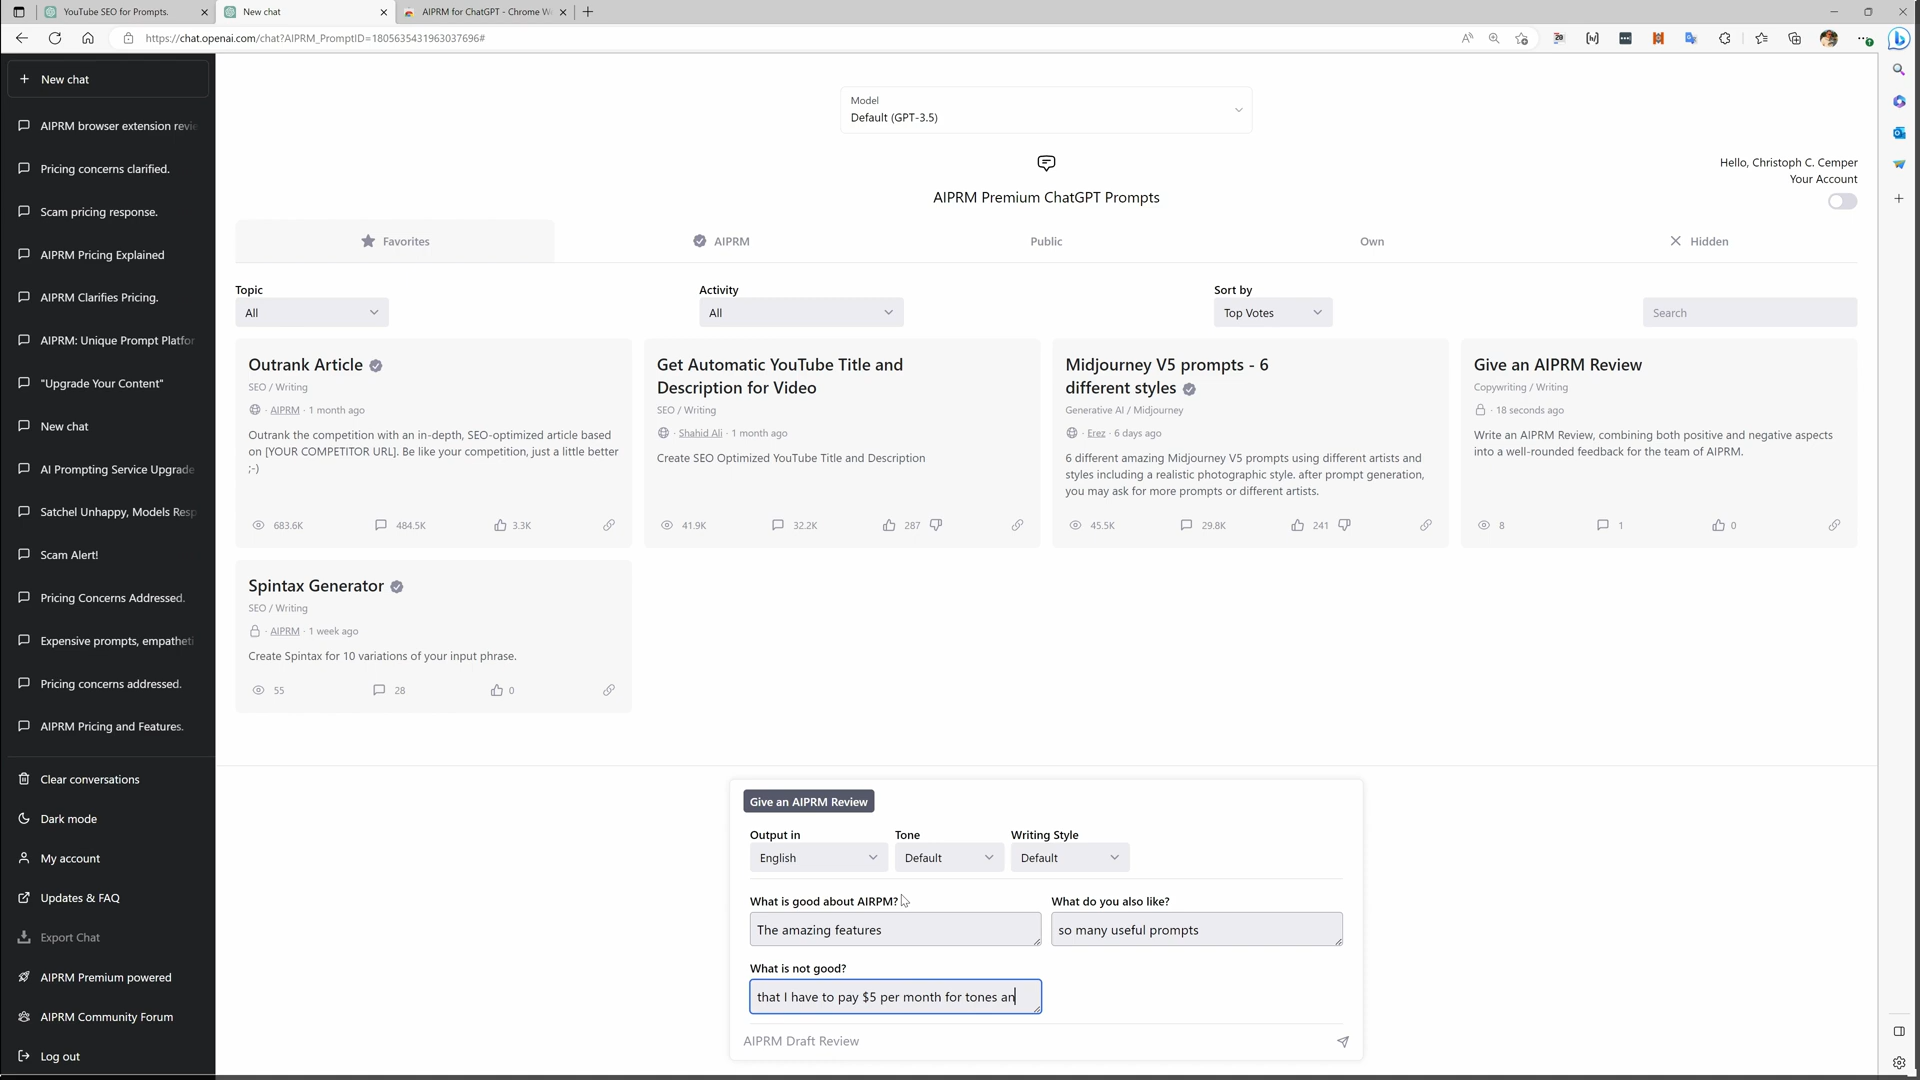 YouTube SEO for Prompts.
New chat
AIPRM for ChatGPT - Chrome W
https://chat.openai.com/chat?AIPRM_PromptID=1805635431963037696#
New chat
AIPRM browser extension revie
Pricing concerns clarified.
Scam pricing response.
AIPRM Pricing Explained
AIPRM Clarifies Pricing.
AIPRM: Unique Prompt Platfor
"Upgrade Your Content"
New chat
AI Prompting Service Upgrade
Satchel Unhappy, Models Resp
Scam Alert!
Pricing Concerns Addressed.
Expensive prompts, empatheti
Pricing concerns addressed.
AIPRM Pricing and Features.
Clear conversations
Dark mode
My account
Updates & FAQ
Export Chat
AIPRM Premium powered
AIPRM Community Forum
Log out
Model
Default (GPT-3.5)
Hello, Christoph C. Cemper
Your Account
AIPRM Premium ChatGPT Prompts
Favorites
AIPRM
Public
Own
Hidden
Topic
All
Activity
All
Sort by
Top Votes
Search
Outrank Article
SEO / Writing
· AIPRM · 1 month ago
Outrank the competition with an in-depth, SEO-optimized article based
on [YOUR COMPETITOR URL]. Be like your competition, just a little better
;-)
683.6K
484.5K
3.3K
Get Automatic YouTube Title and
Description for Video
SEO / Writing
· Shahid Ali · 1 month ago
Create SEO Optimized YouTube Title and Description
41.9K
32.2K
287
Midjourney V5 prompts - 6
different styles
Generative AI / Midjourney
· Erez · 6 days ago
6 different amazing Midjourney V5 prompts using different artists and
styles including a realistic photographic style. after prompt generation,
you may ask for more prompts or different artists.
45.5K
29.8K
241
Give an AIPRM Review
Copywriting / Writing
· 18 seconds ago
Write an AIPRM Review, combining both positive and negative aspects
into a well-rounded feedback for the team of AIPRM.
8
1
0
Spintax Generator
SEO / Writing
· AIPRM · 1 week ago
Create Spintax for 10 variations of your input phrase.
55
28
0
Give an AIPRM Review
Output in
English
Tone
Default
Writing Style
Default
What is good about AIRPM?
The amazing features
What do you also like?
so many useful prompts
What is not good?
that I have to pay $5 per month for tones an
AIPRM Draft Review